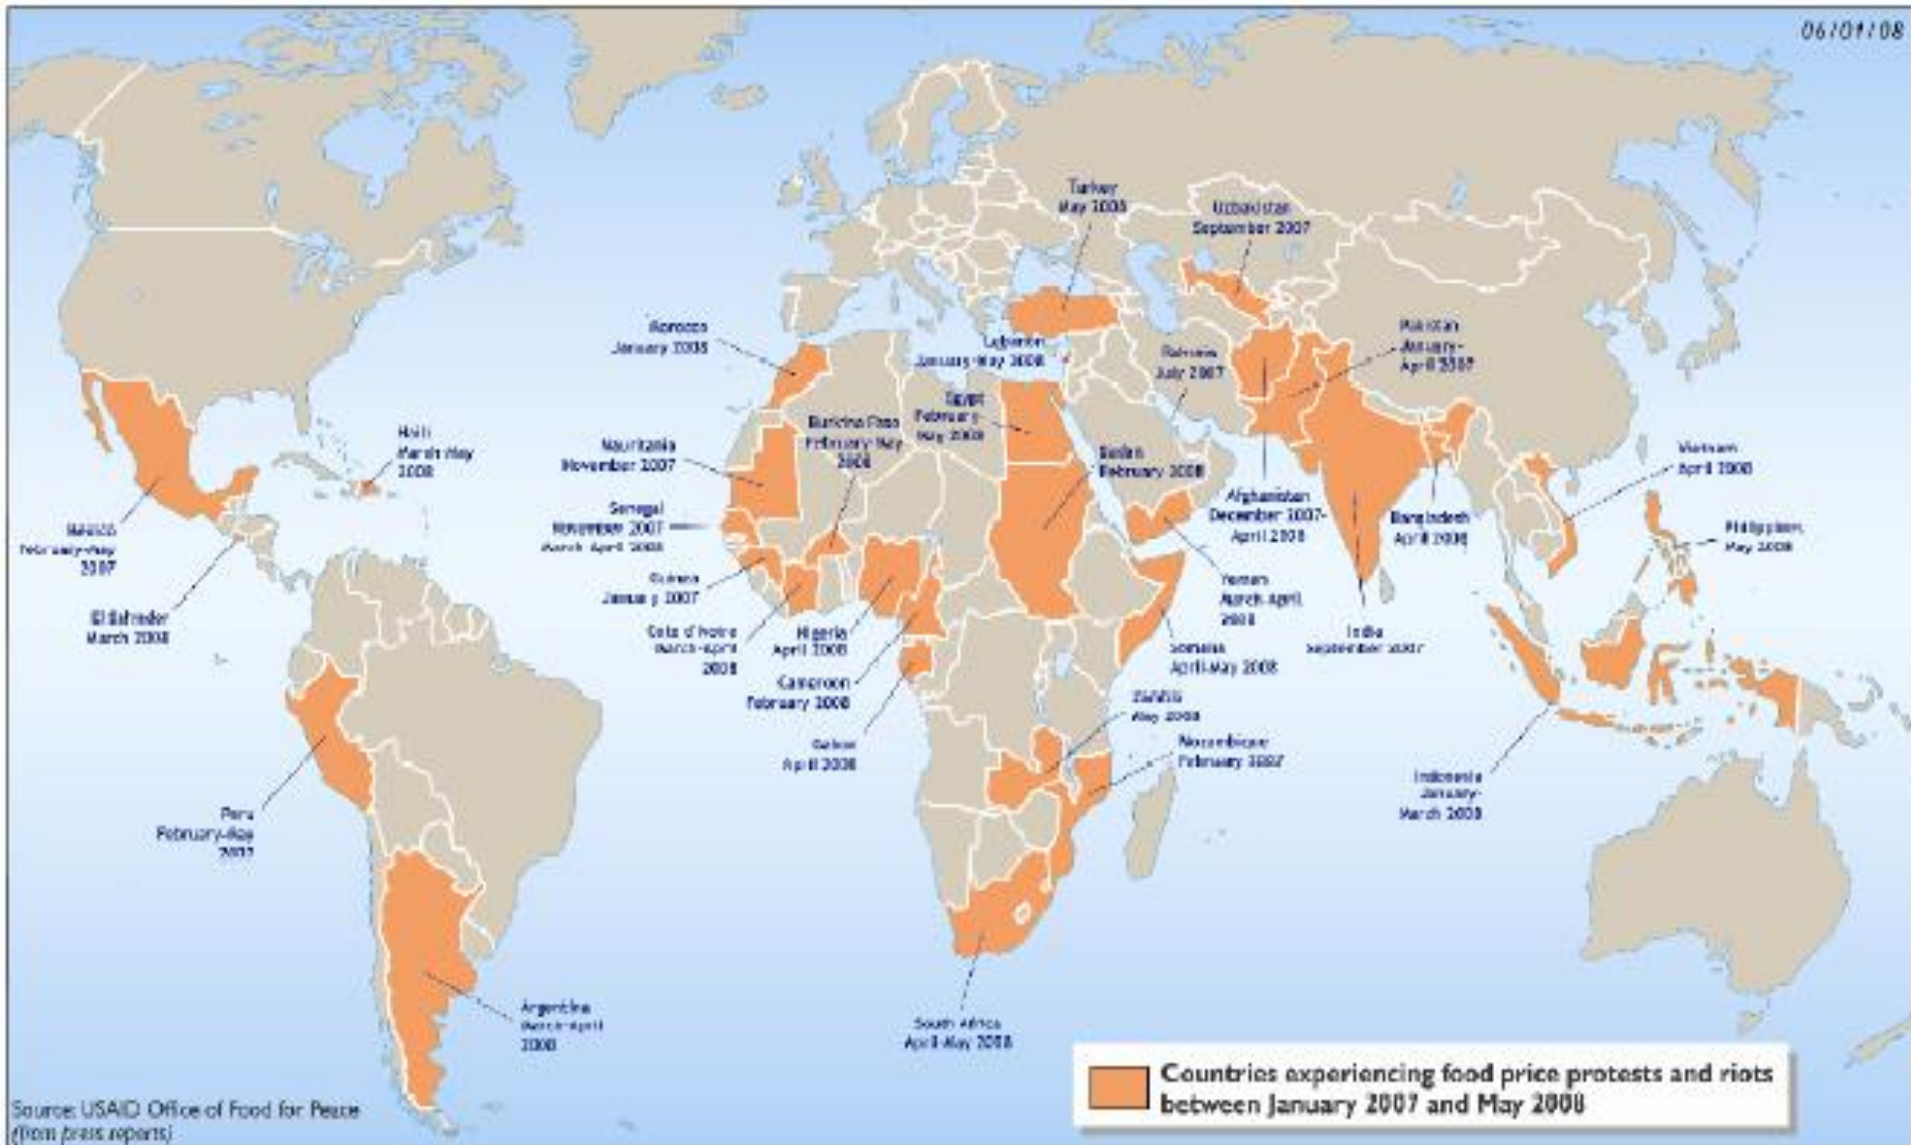 06/01/08
Turkey
May 2008
Uzbakistan
September 2007
Morocco
January 2008
Lebanon
January-May 2008
Bahrain
July 2007
Pakistan
January-
April 2007
Haiti
March-May
2008
Burkina Faso
February-May
2008
Egypt
February-
May 2008
Mauritania
November 2007
Sudan
February 2008
Vietnam
April 2008
Senegal
November 2007
March-April 2008
Afghanistan
December 2007-
April 2008
Bangladesh
April 2008
Philippines,
May 2008
Mexico
February-May
2007
Guinea
January 2007
Yemen
March-April
2008
El Salvador
March 2008
Cote d'Ivoire
March-April
2008
Nigeria
April 2008
Somalia
April-May 2008
India
September 2007
Cameroon
February 2008
Zambia
May 2008
Gabon
April 2008
Mozambique
February 2007
Indonesia
January-
March 2008
Peru
February-May
2007
Argentina
March-April
2008
South Africa
April-May 2008
Countries experiencing food price protests and riots
between January 2007 and May 2008
Source: USAID Office of Food for Peace
(from press reports)